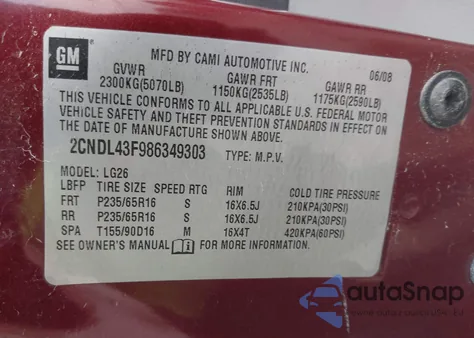 GM
MFD BY CAMI AUTOMOTIVE INC.
06/08
GVWR GAWR FRT GAWR RR
2300KG(5070LB) 1150KG(2535LB) 1175KG(2590LB)
THIS VEHICLE CONFORMS TO ALL APPLICABLE U.S. FEDERAL MOTOR
VEHICLE SAFETY AND THEFT PREVENTION STANDARDS IN EFFECT ON
THE DATE OF MANUFACTURE SHOWN ABOVE.
2CNDL43F986349303 TYPE: M.P.V.
MODEL: LG26
LBFP TIRE SIZE SPEED RTG RIM COLD TIRE PRESSURE
FRT P235/65R16 S 16X6.5J 210KPA(30PSI)
RR P235/65R16 S 16X6.5J 210KPA(30PSI)
SPA T155/90D16 M 16X4T 420KPA(60PSI)
SEE OWNER'S MANUAL i FOR MORE INFORMATION.
autoSnap